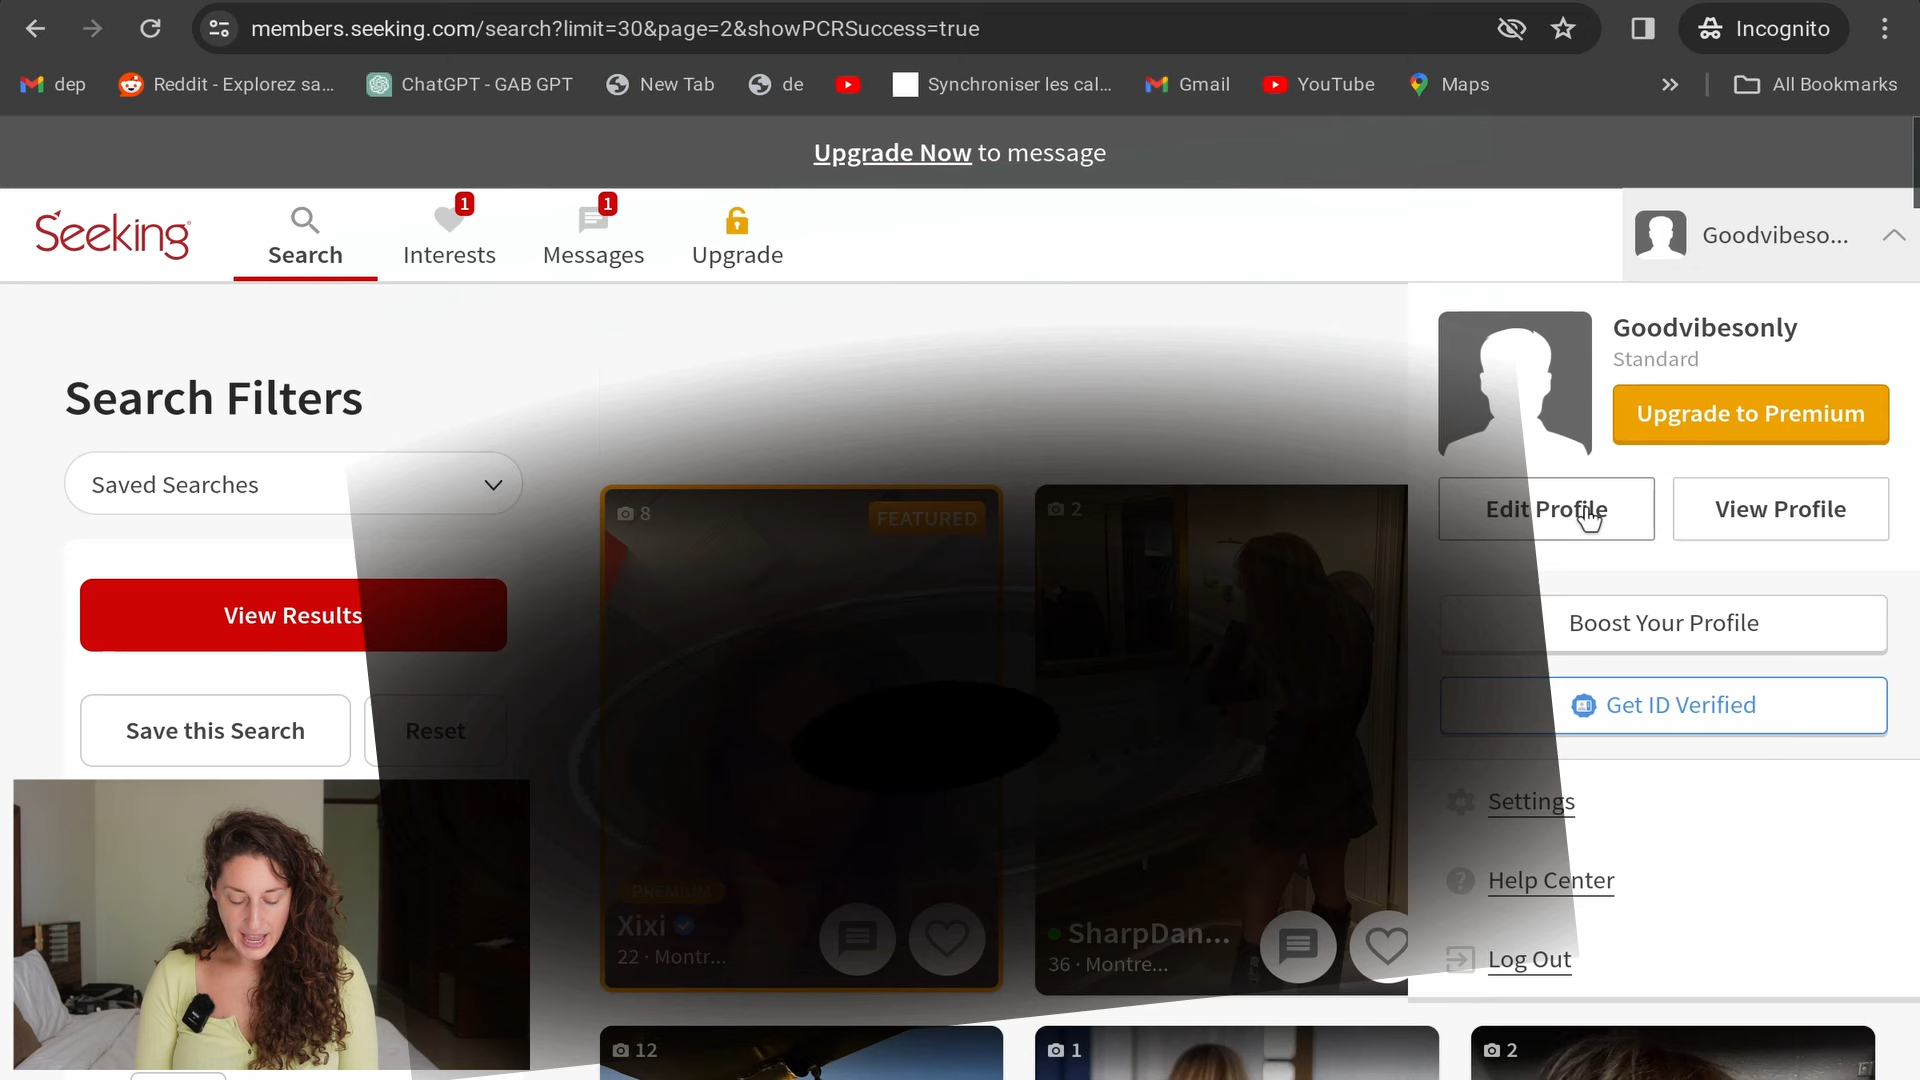 members.seeking.com/search?limit=30&page=2&showPCRSuccess=true
Incognito
dep
Reddit - Explorez sa...
ChatGPT - GAB GPT
New Tab
de
Synchroniser les cal...
Gmail
YouTube
Maps
All Bookmarks
Upgrade Now to message
Seeking
Search
1
Interests
1
Messages
Upgrade
Goodvibeso...
Search Filters
Saved Searches
View Results
Save this Search
Reset
8
FEATURED
PREMIUM
Xixi
22 · Montr...
2
SharpDan...
36 · Montre...
12
1
2
Goodvibesonly
Standard
Upgrade to Premium
Edit Profile
View Profile
Boost Your Profile
Get ID Verified
Settings
Help Center
Log Out